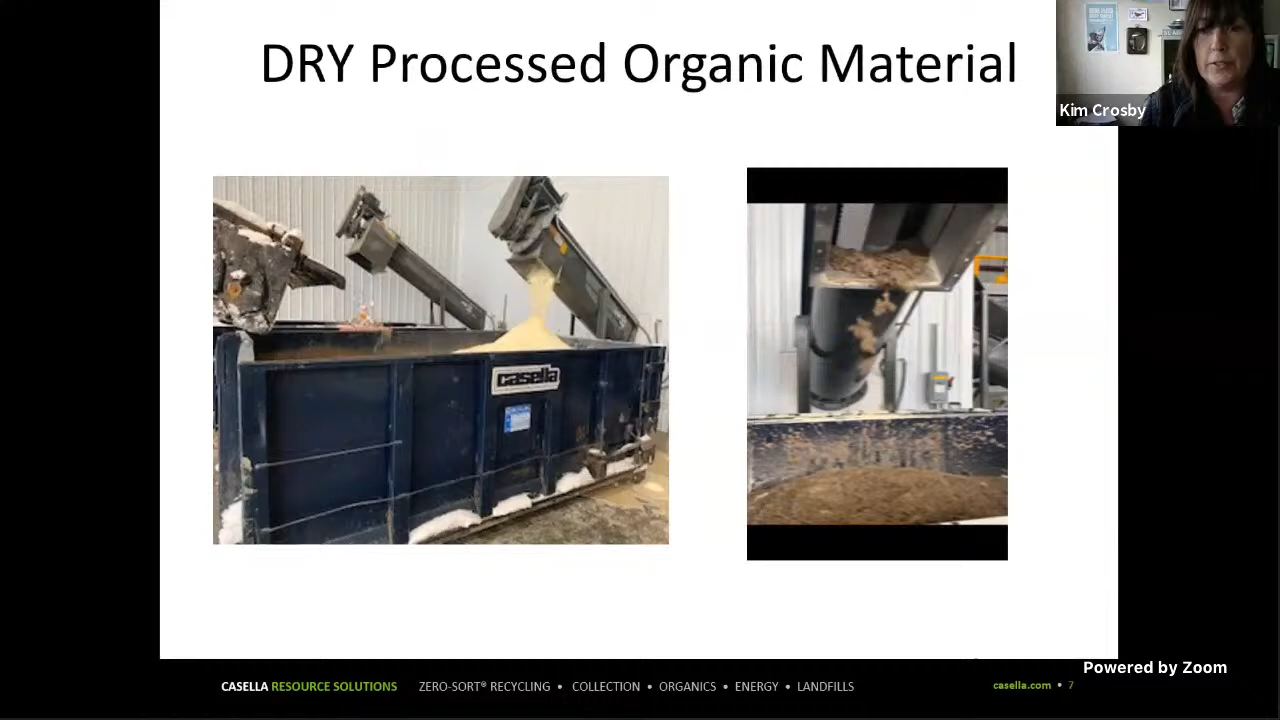 DRY Processed Organic Material
Kim Crosby
casella
Powered by Zoom
CASELLA RESOURCE SOLUTIONS ZERO-SORT® RECYCLING • COLLECTION • ORGANICS • ENERGY • LANDFILLS casella.com • 7